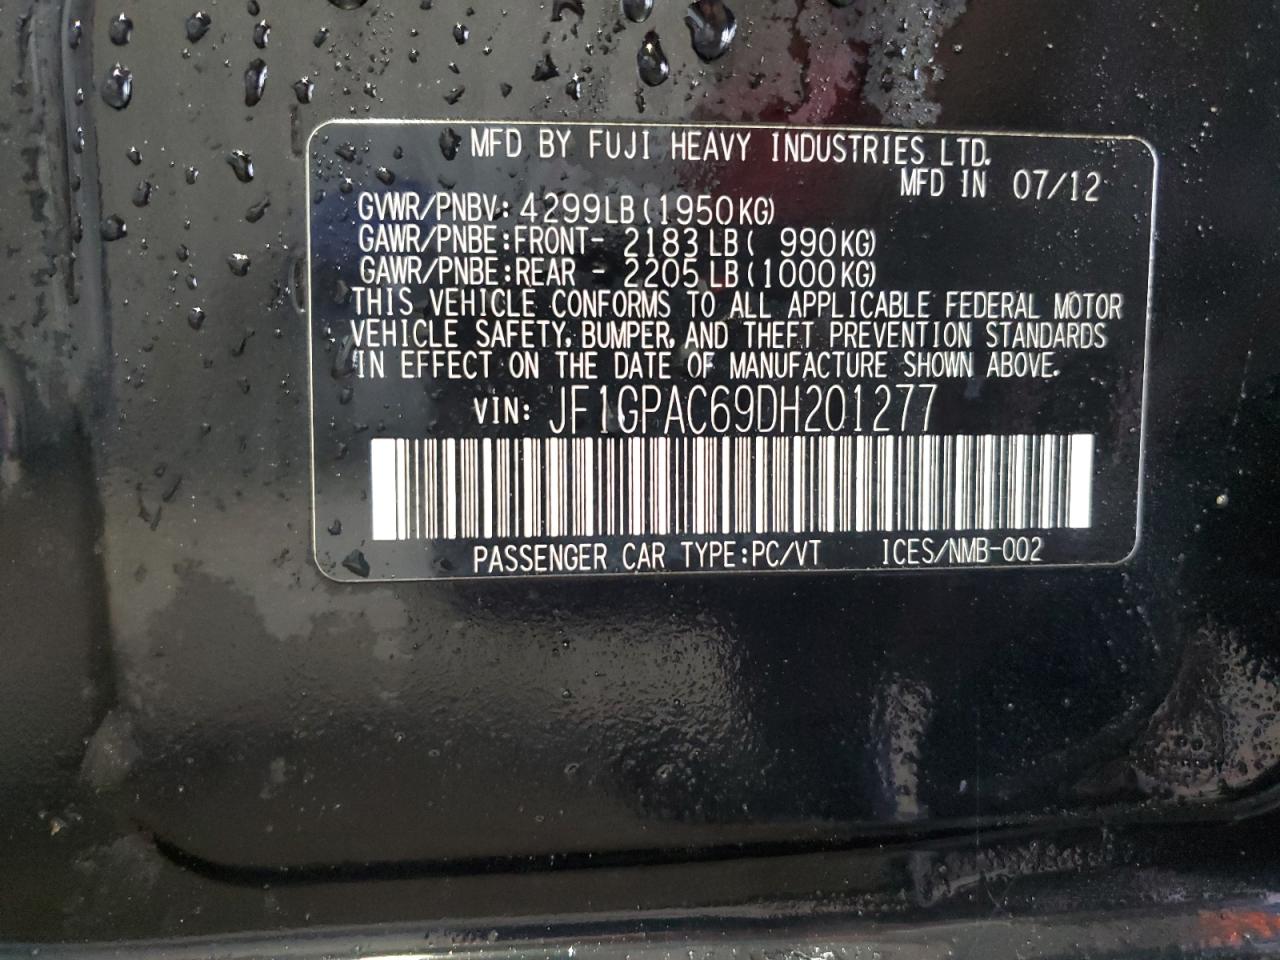 MFD BY FUJI HEAVY INDUSTRIES LTD.
MFD IN 07/12
GVWR/PNBV: 4299LB (1950KG)
GAWR/PNBE:FRONT- 2183 LB ( 990KG)
GAWR/PNBE:REAR - 2205 LB (1000KG)
THIS VEHICLE CONFORMS TO ALL APPLICABLE FEDERAL MOTOR
VEHICLE SAFETY, BUMPER, AND THEFT PREVENTION STANDARDS
IN EFFECT ON THE DATE OF MANUFACTURE SHOWN ABOVE.
VIN: JF1GPAC69DH201277
PASSENGER CAR TYPE:PC/VT ICES/NMB-002